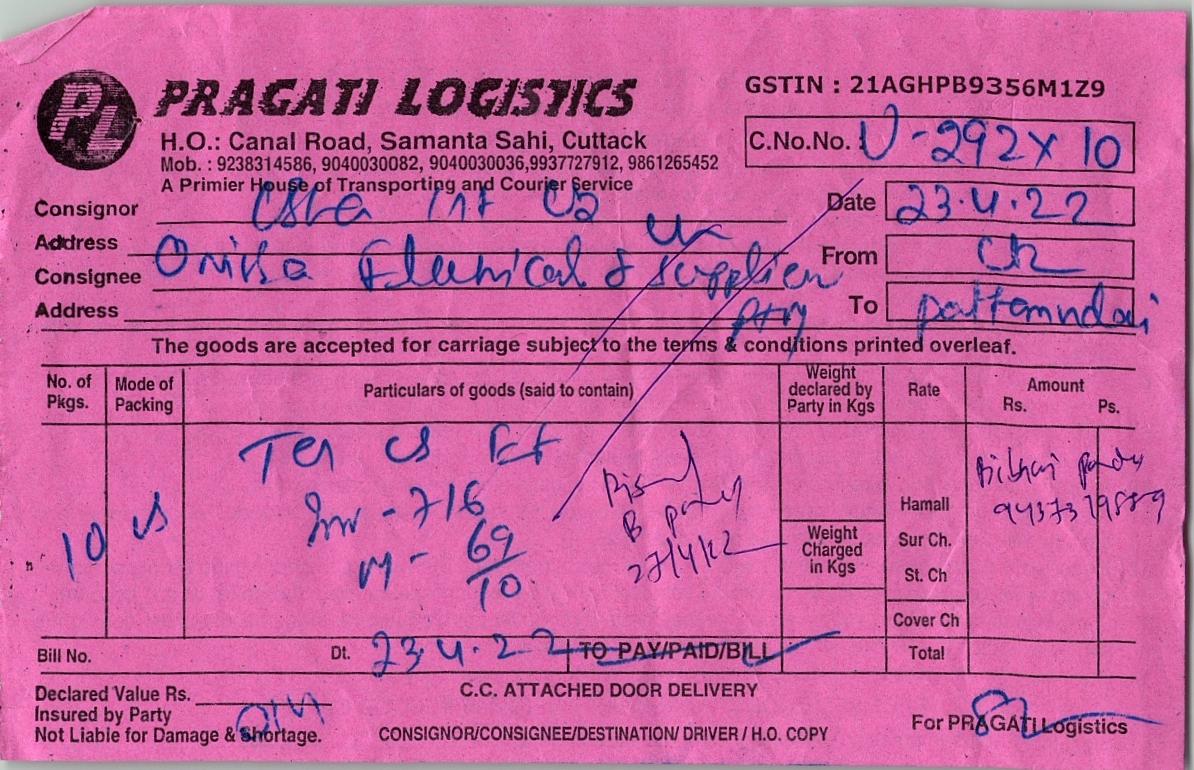 PL
PRAGATI LOGISTICS
GSTIN : 21AGHPB9356M1Z9
H.O.: Canal Road, Samanta Sahi, Cuttack
Mob. : 9238314586, 9040030082, 9040030036,9937727912, 9861265452
A Primier House of Transporting and Courier Service
C.No.No. U-292x10
Consignor
Date 23.4.22
Address
From
Consignee Orissa Electrical & Supplier
Address
To pattamndai
The goods are accepted for carriage subject to the terms & conditions printed overleaf.
No. of Pkgs.
Mode of Packing
Particulars of goods (said to contain)
Weight declared by Party in Kgs
Rate
Amount
Rs. Ps.
10
Inv - 716
M - 69/10
27/4/22
Weight Charged in Kgs
Hamall
Sur Ch.
St. Ch
Cover Ch
Total
Bill No.
Dt. 23.4.22
TO PAY/PAID/BILL
Declared Value Rs.
C.C. ATTACHED DOOR DELIVERY
Insured by Party
Not Liable for Damage & Shortage.
CONSIGNOR/CONSIGNEE/DESTINATION/ DRIVER / H.O. COPY
For PRAGATI Logistics